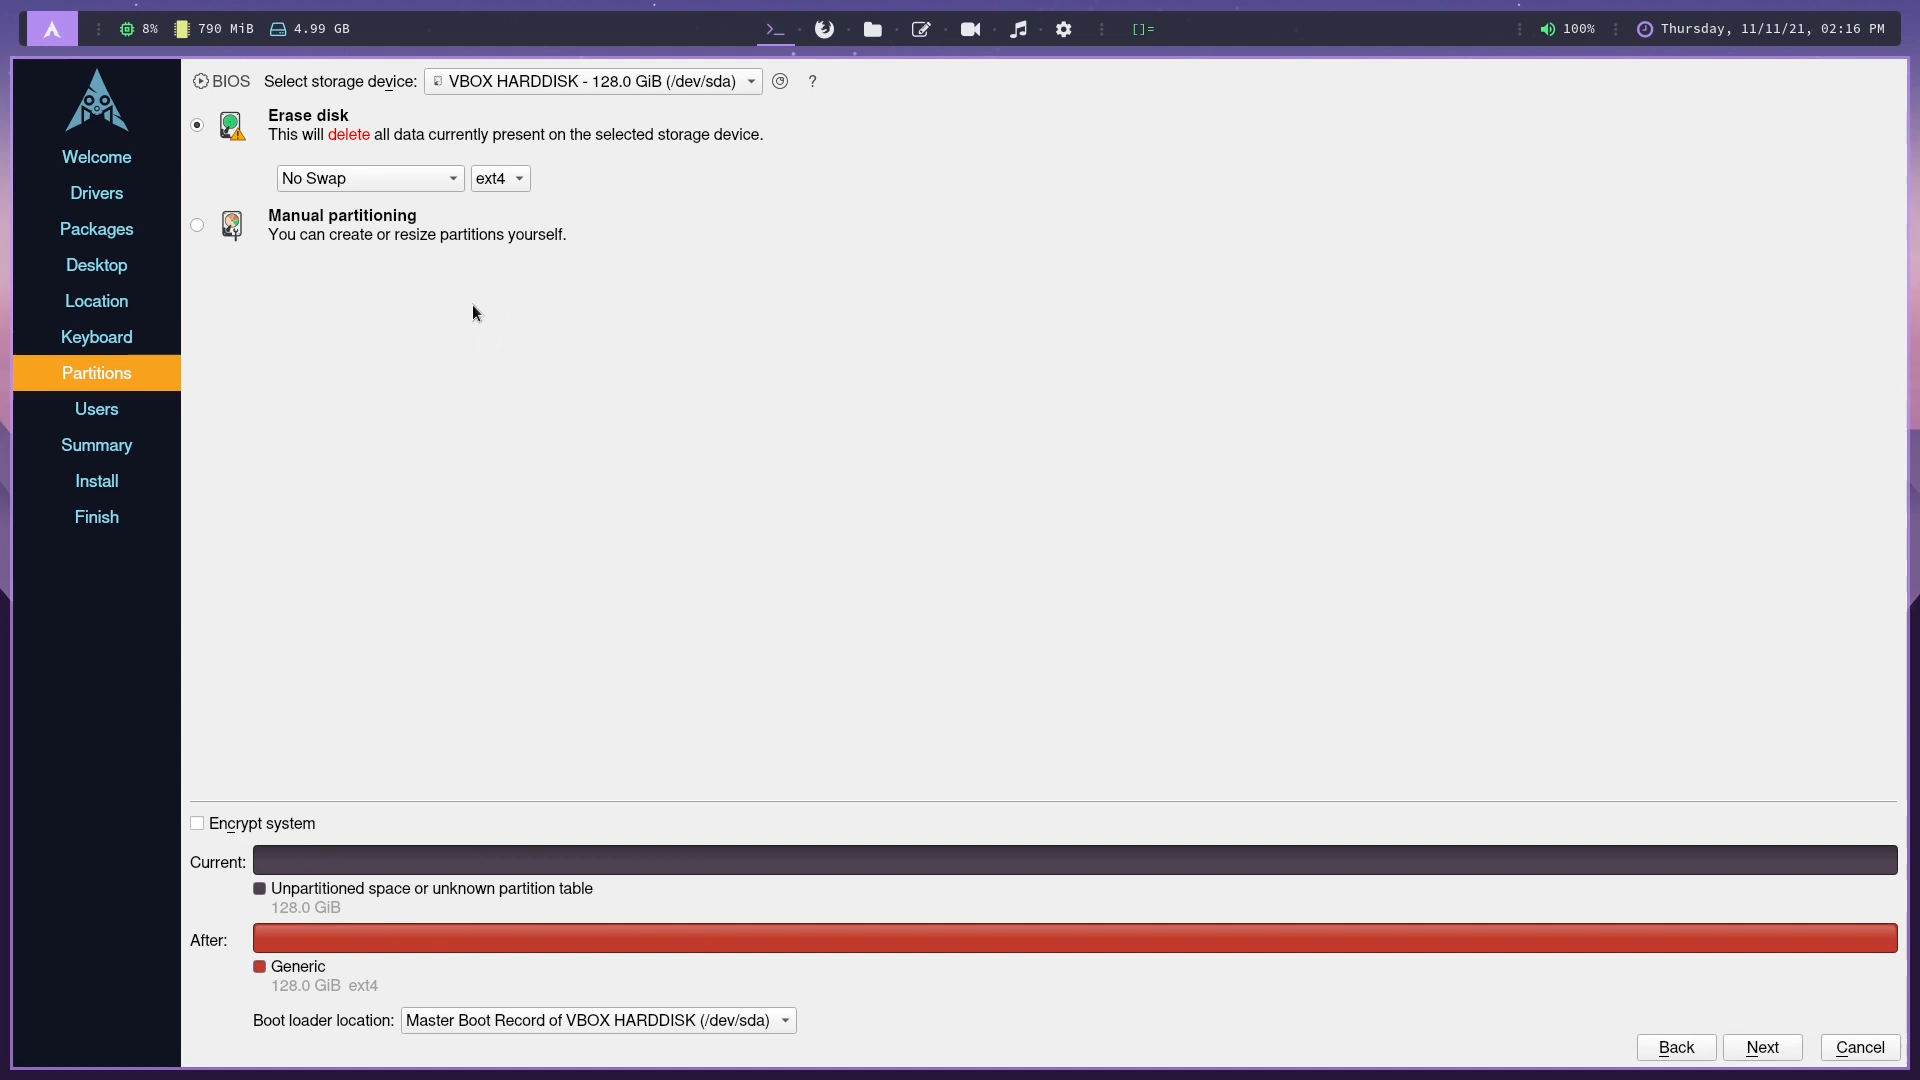 8% 790 MiB 4.99 GB >_ []= 100% Thursday, 11/11/21, 02:16 PM
BIOS Select storage device: VBOX HARDDISK - 128.0 GiB (/dev/sda) ?
Erase disk
This will delete all data currently present on the selected storage device.
No Swap ext4
Manual partitioning
You can create or resize partitions yourself.
Welcome
Drivers
Packages
Desktop
Location
Keyboard
Partitions
Users
Summary
Install
Finish
Encrypt system
Current:
Unpartitioned space or unknown partition table
128.0 GiB
After:
Generic
128.0 GiB ext4
Boot loader location: Master Boot Record of VBOX HARDDISK (/dev/sda)
Back Next Cancel